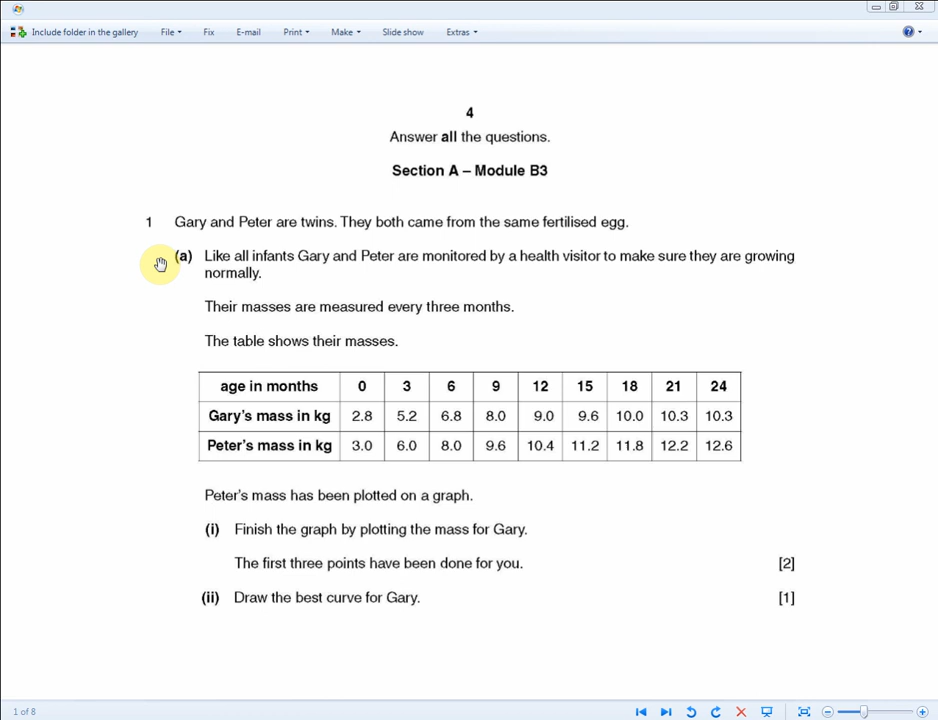 Include folder in the gallery File Fix E-mail Print Make Slide show Extras
4
Answer all the questions.
Section A – Module B3
1 Gary and Peter are twins. They both came from the same fertilised egg.
(a) Like all infants Gary and Peter are monitored by a health visitor to make sure they are growing
normally.
Their masses are measured every three months.
The table shows their masses.
age in months 0 3 6 9 12 15 18 21 24
Gary's mass in kg 2.8 5.2 6.8 8.0 9.0 9.6 10.0 10.3 10.3
Peter's mass in kg 3.0 6.0 8.0 9.6 10.4 11.2 11.8 12.2 12.6
Peter's mass has been plotted on a graph.
(i) Finish the graph by plotting the mass for Gary.
The first three points have been done for you. [2]
(ii) Draw the best curve for Gary. [1]
1 of 8